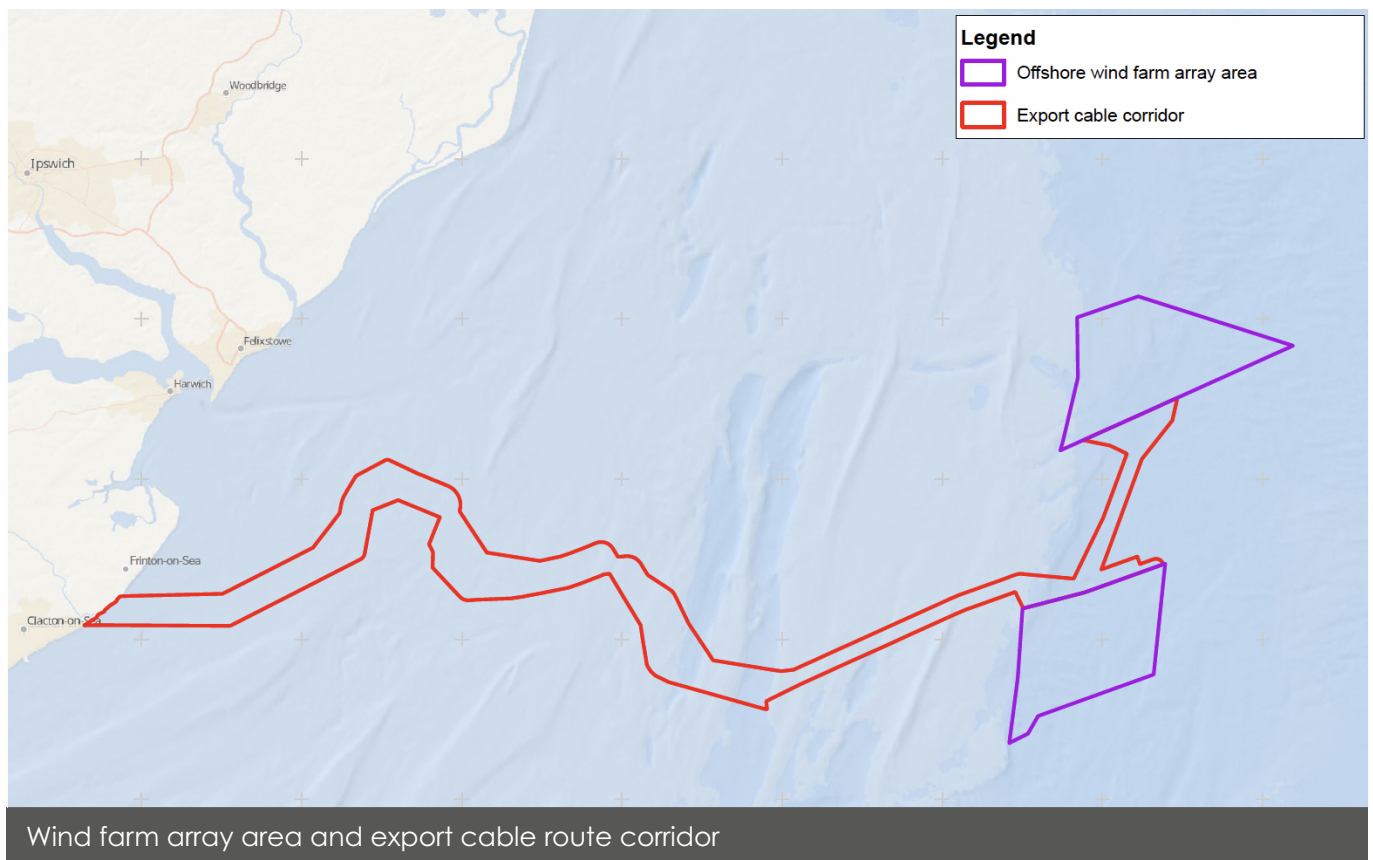 Legend
Offshore wind farm array area
Export cable corridor
Woodbridge
Ipswich
Felixstowe
Harwich
Frinton-on-Sea
Clacton-on-Sea
Wind farm array area and export cable route corridor